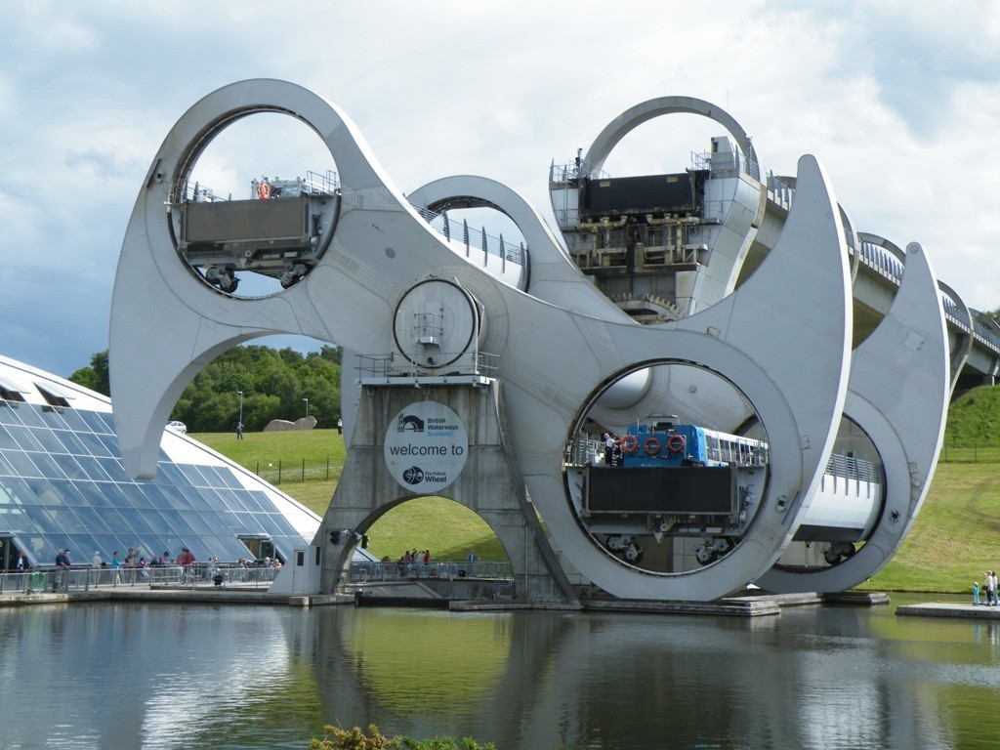 British
Waterways
Scotland
welcome to
The Falkirk
Wheel